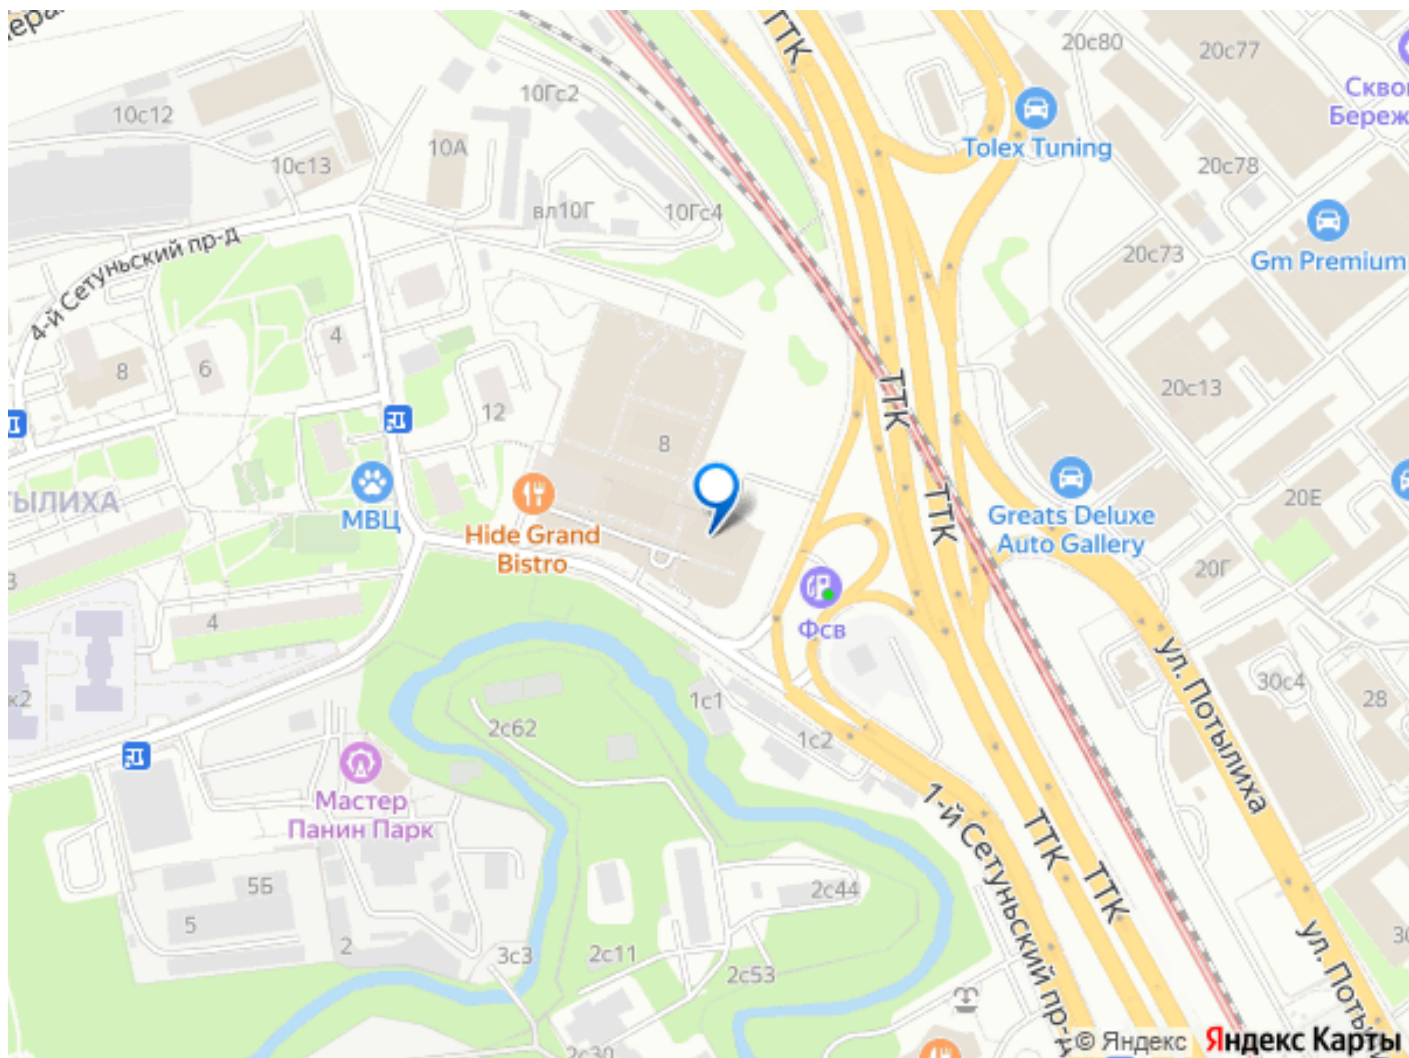 ТТК
20с80
20с77
10Гс2
10с12
Tolex Tuning
10А
10с13
20с78
вл10Г
10Гс4
4-й Сетуньский пр-д
20с73
Gm Premium
4
6
8
12
ТТК
20с13
8
МВЦ
Hide Grand
Bistro
ТТК
Greats Deluxe
Auto Gallery
20Е
20Г
4
Фсв
ул. Потылиха
30с4
28
к2
1с1
2с62
1с2
Мастер
Панин Парк
1-й Сетуньский пр-д
ТТК
ТТК
5Б
5
2
2с44
3с3
2с11
2с53
2с30
© Яндекс Яндекс Карты